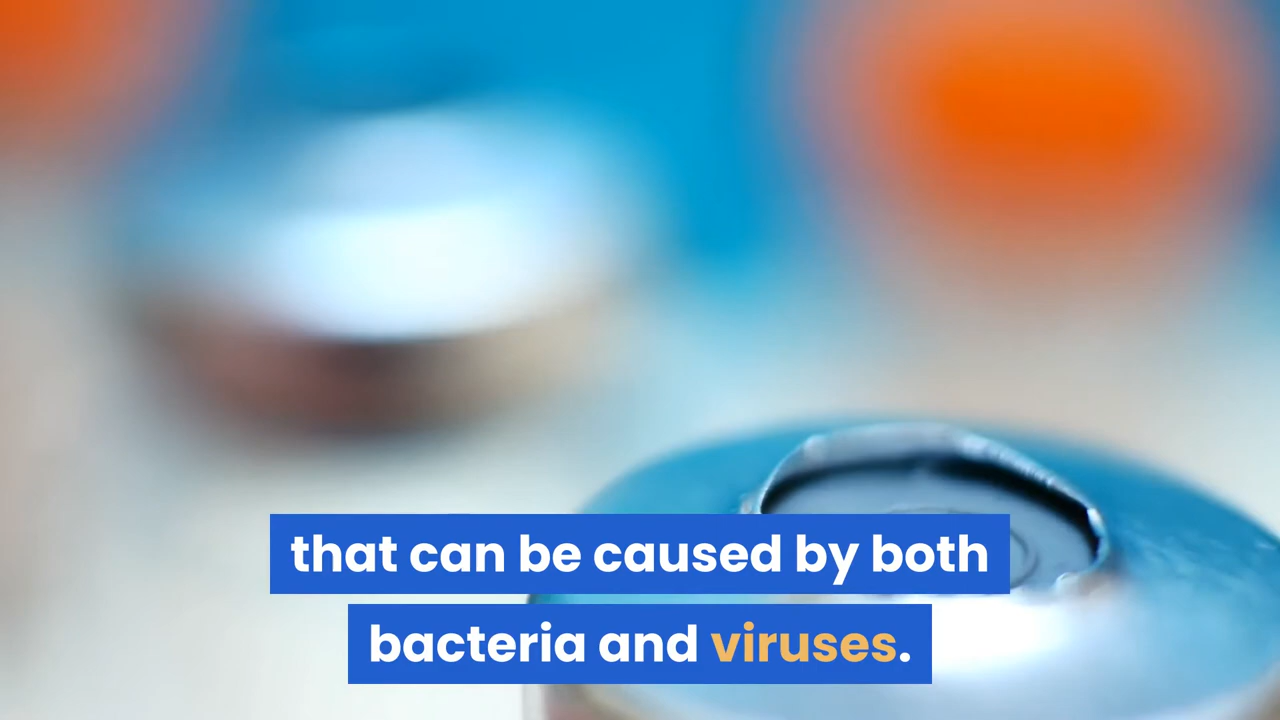 that can be caused by both
bacteria and viruses.